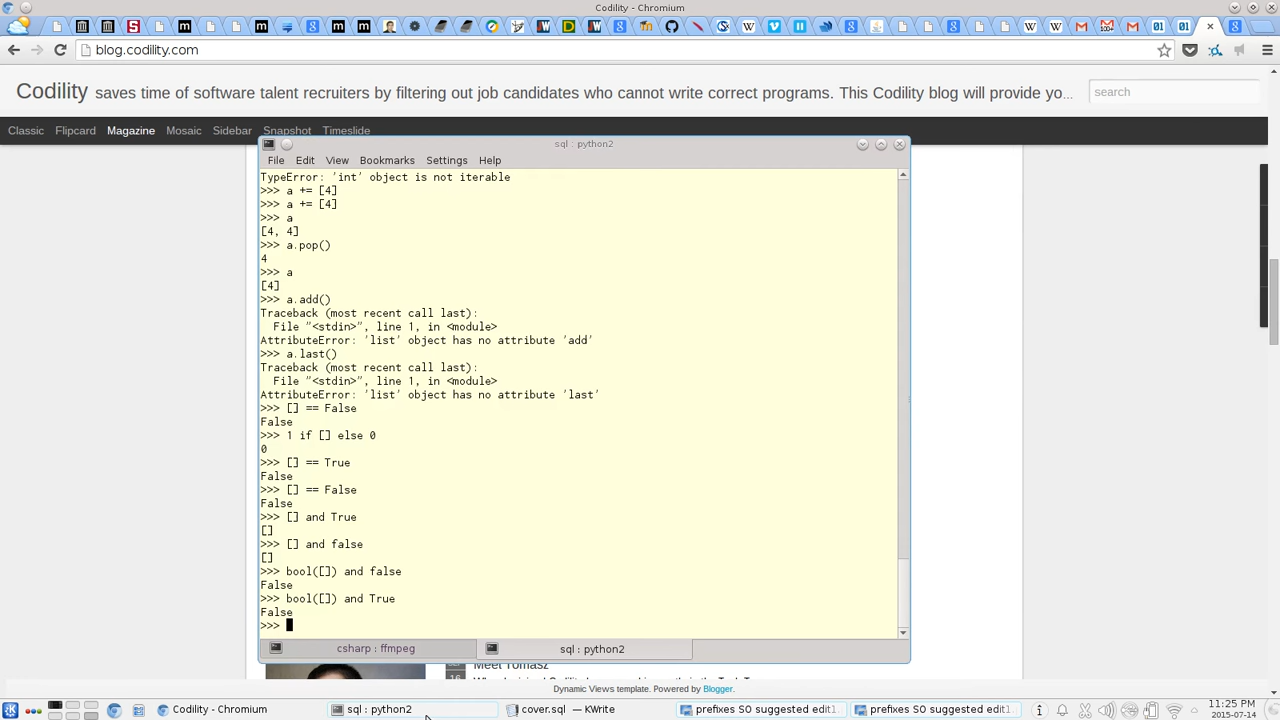 Codility - Chromium
blog.codility.com
Codility saves time of software talent recruiters by filtering out job candidates who cannot write correct programs. This Codility blog will provide yo...
search
Classic Flipcard Magazine Mosaic Sidebar Snapshot Timeslide
sql : python2
File Edit View Bookmarks Settings Help
TypeError: 'int' object is not iterable
>>> a += [4]
>>> a += [4]
>>> a
[4, 4]
>>> a.pop()
4
>>> a
[4]
>>> a.add()
Traceback (most recent call last):
  File "<stdin>", line 1, in <module>
AttributeError: 'list' object has no attribute 'add'
>>> a.last()
Traceback (most recent call last):
  File "<stdin>", line 1, in <module>
AttributeError: 'list' object has no attribute 'last'
>>> [] == False
False
>>> 1 if [] else 0
0
>>> [] == True
False
>>> [] == False
False
>>> [] and True
[]
>>> [] and false
[]
>>> bool([]) and false
False
>>> bool([]) and True
False
>>>
csharp : ffmpeg sql : python2
Meet Tomasz
16
Dynamic Views template. Powered by Blogger.
Codility - Chromium sql : python2 cover.sql — KWrite prefixes SO suggested edit1 prefixes SO suggested edit1 11:25 PM
2015-07-14